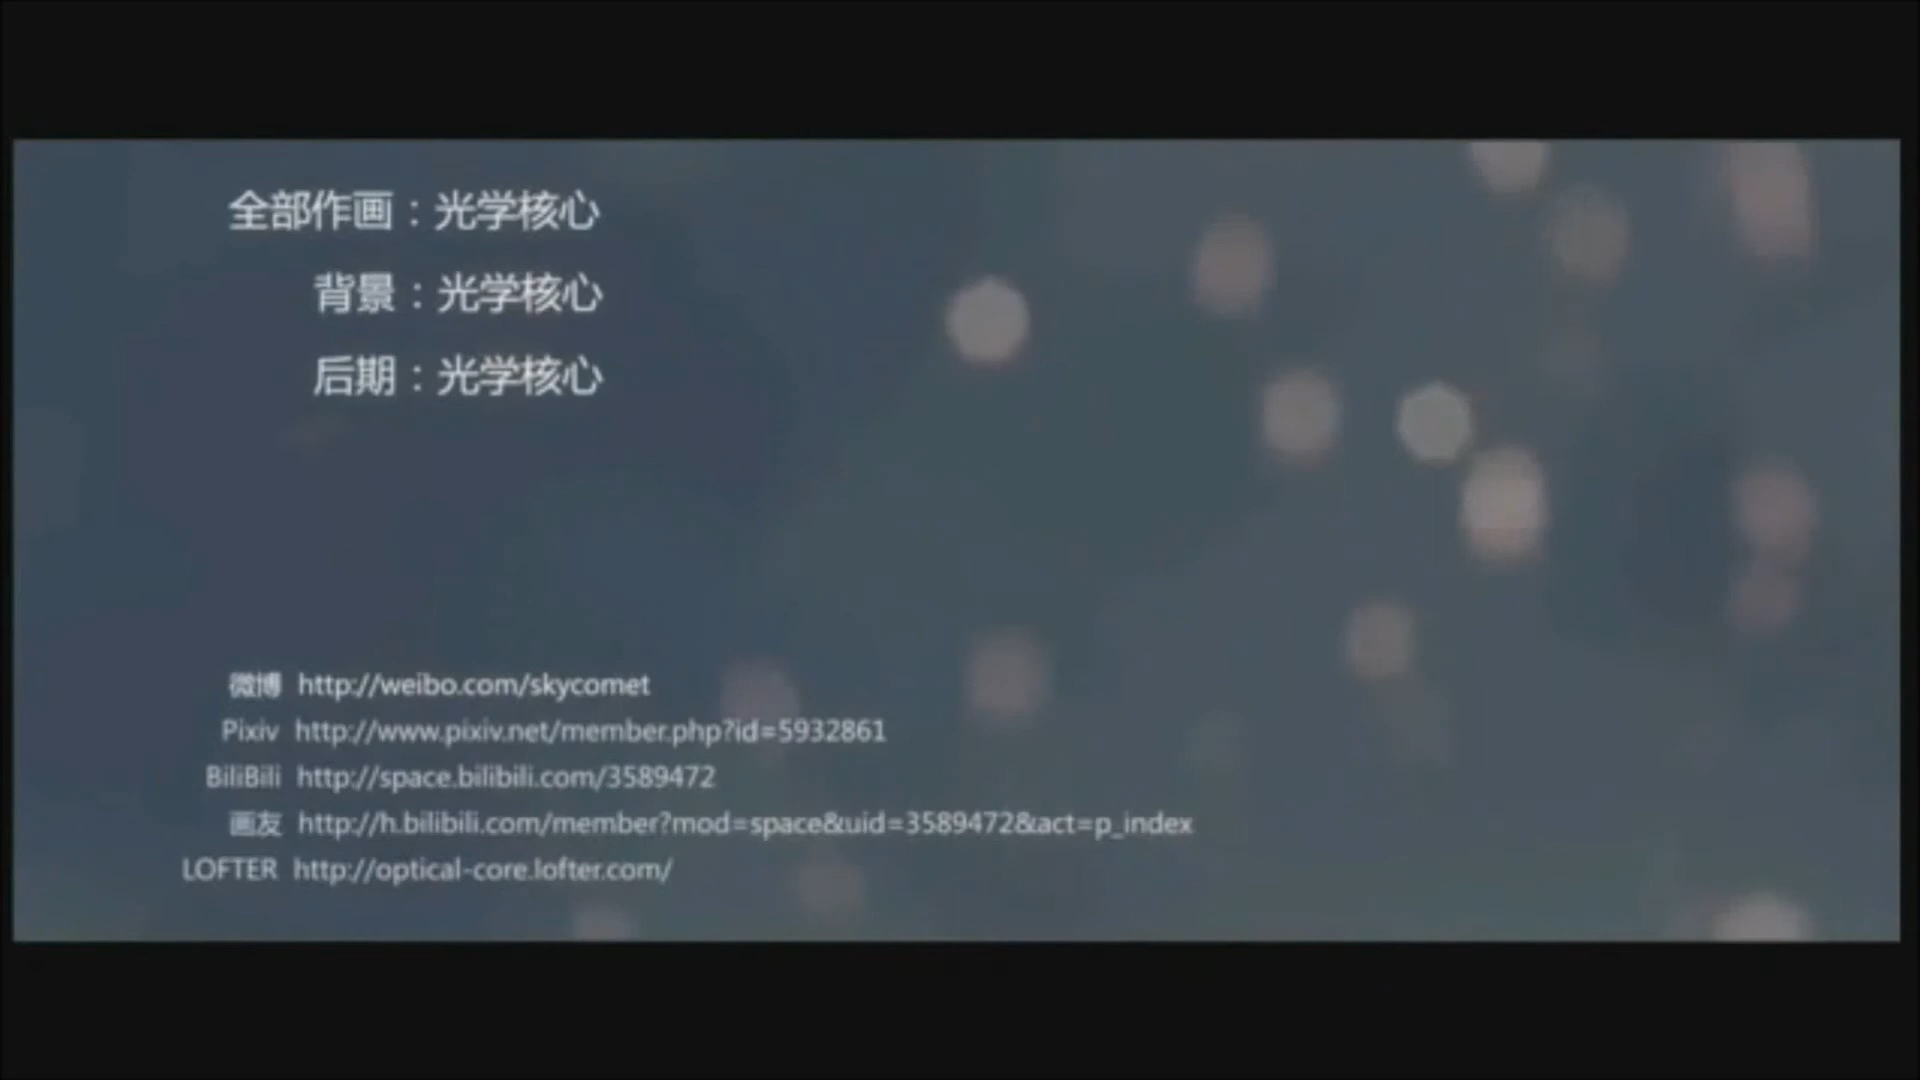 全部作画：光学核心
背景：光学核心
后期：光学核心
微博 http://weibo.com/skycomet
Pixiv http://www.pixiv.net/member.php?id=5932861
BiliBili http://space.bilibili.com/3589472
画友 http://h.bilibili.com/member?mod=space&uid=3589472&act=p_index
LOFTER http://optical-core.lofter.com/